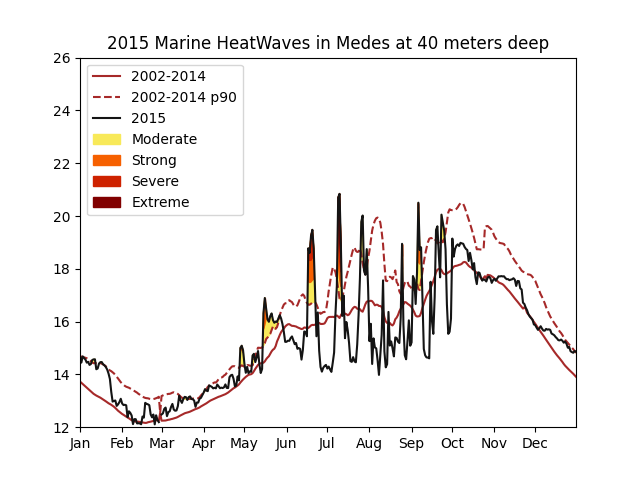 2015 Marine HeatWaves in Medes at 40 meters deep
26
24
22
20
18
16
14
12
2002-2014
2002-2014 p90
2015
Moderate
Strong
Severe
Extreme
Jan Feb Mar Apr May Jun Jul Aug Sep Oct Nov Dec